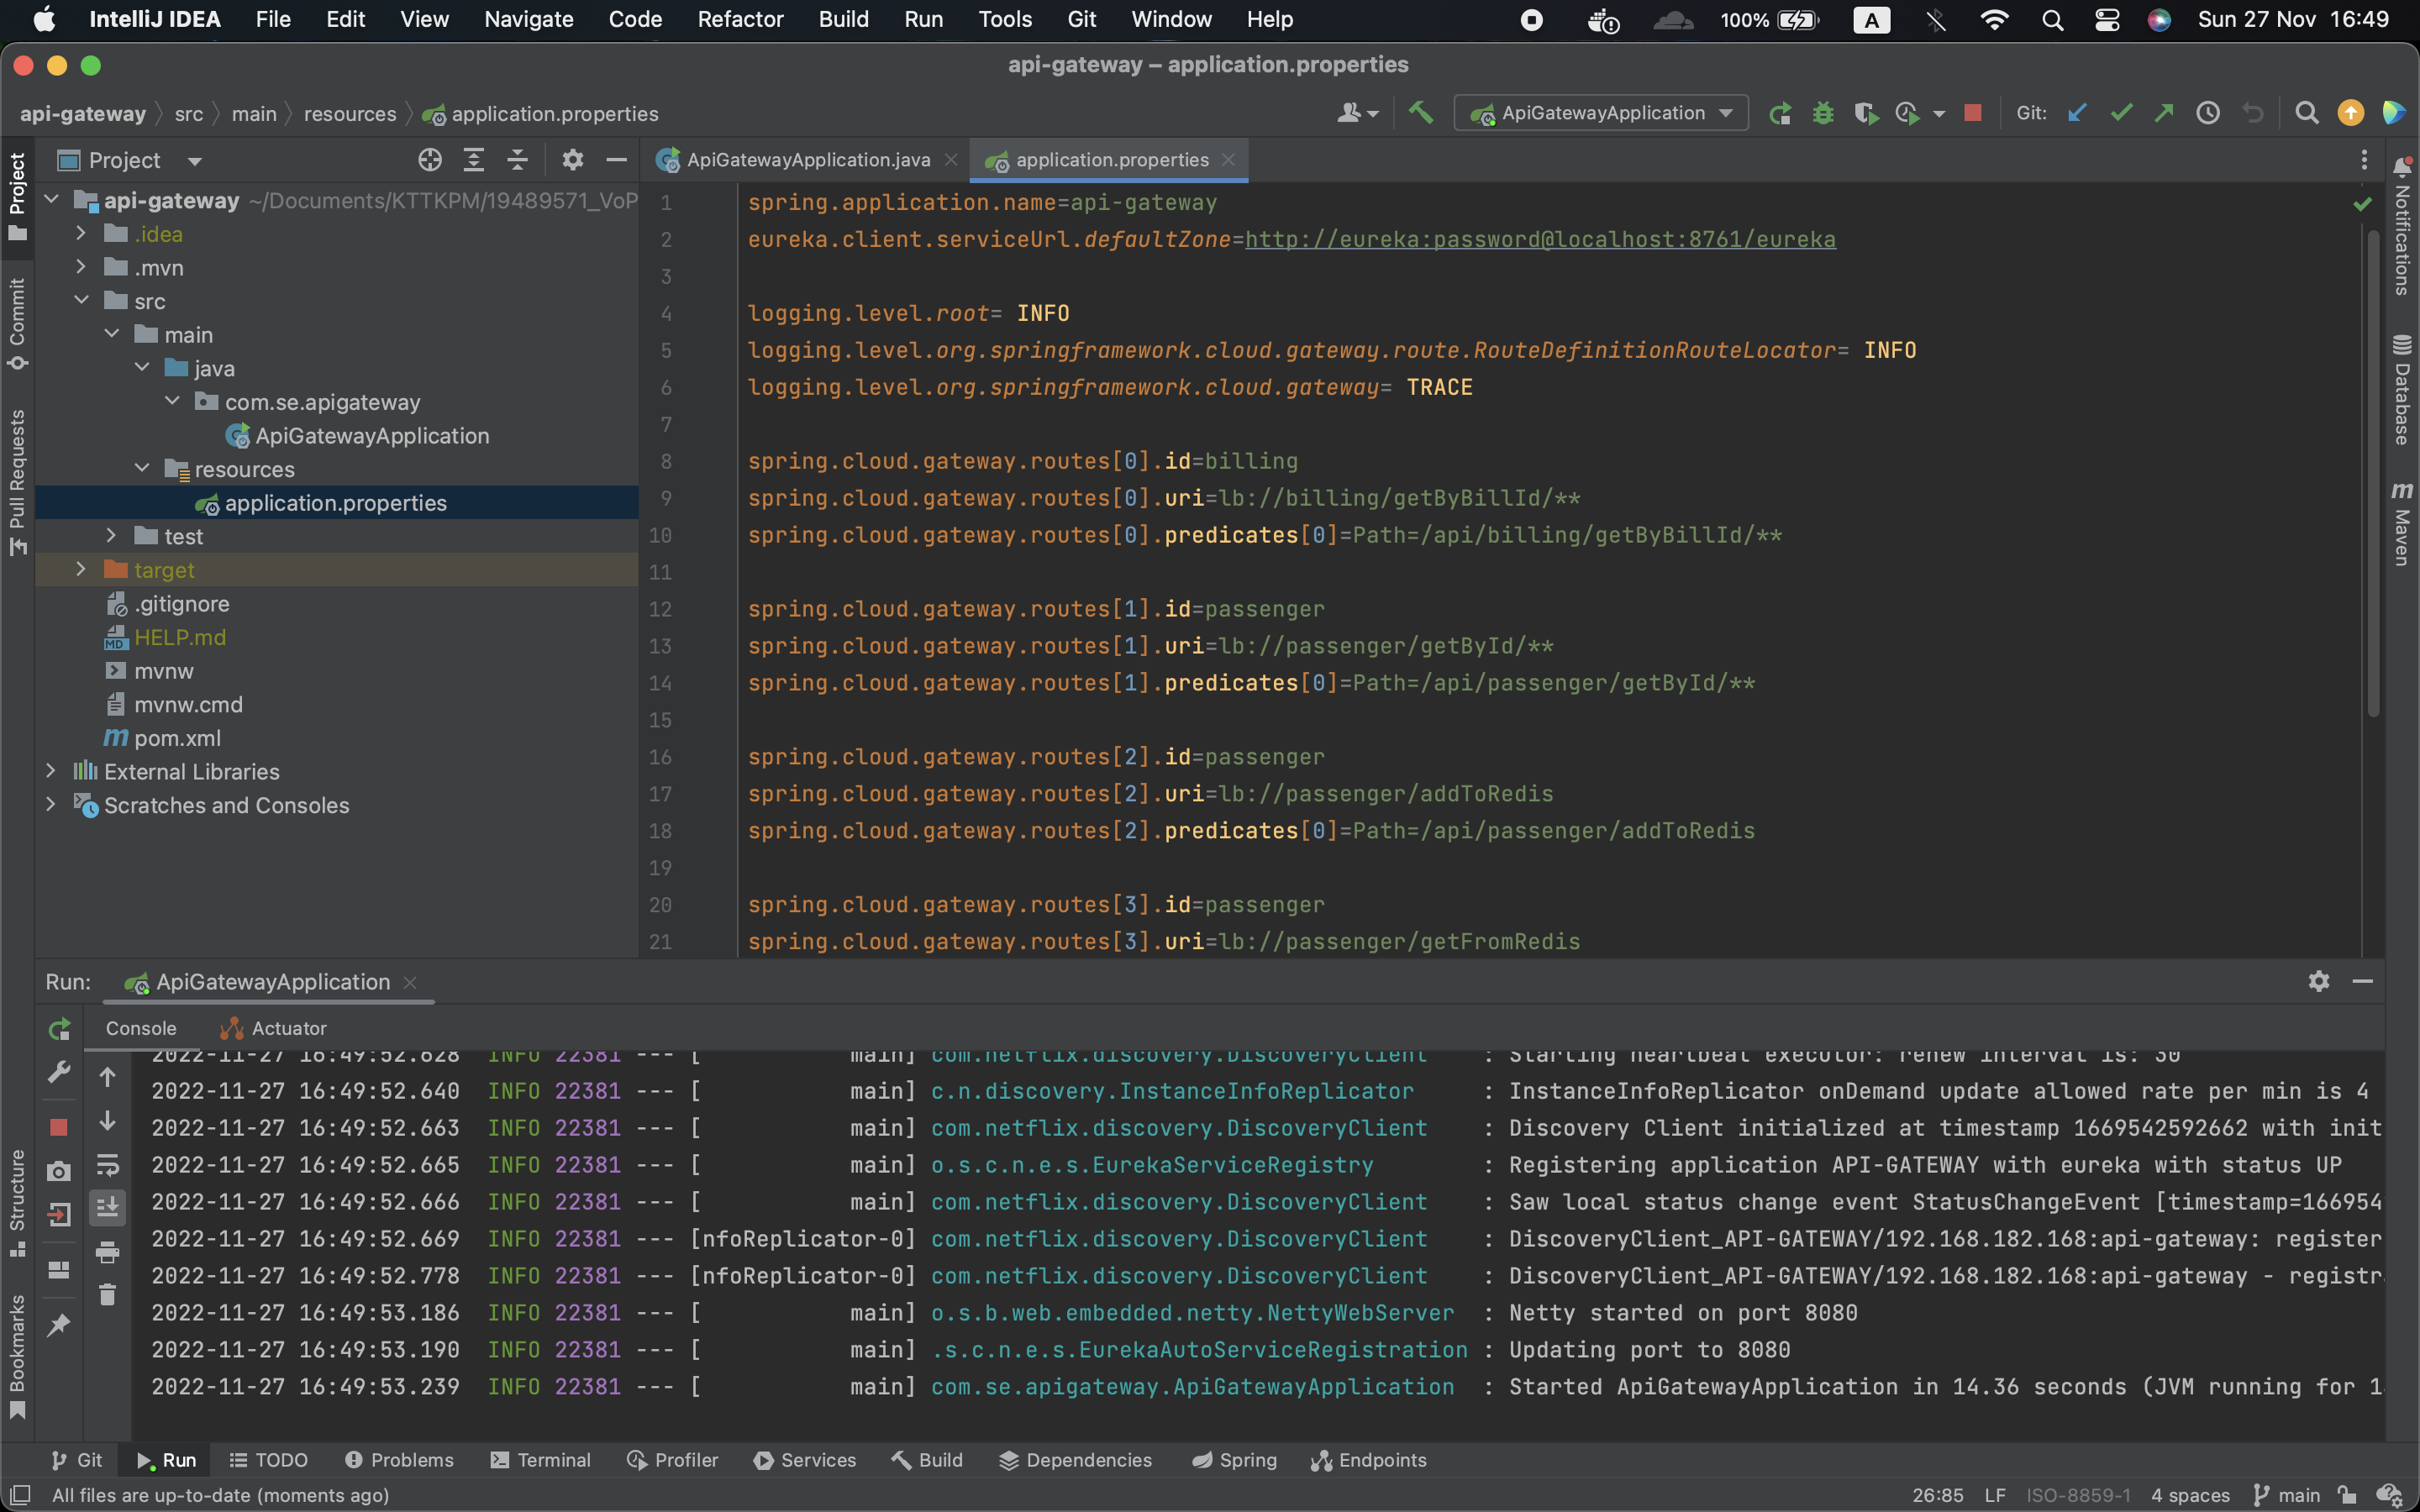 IntelliJ IDEA File Edit View Navigate Code Refactor Build Run Tools Git Window Help 100% A Sun 27 Nov 16:49
api-gateway – application.properties
api-gateway src main resources application.properties ApiGatewayApplication Git:
Project
ApiGatewayApplication.java application.properties
api-gateway ~/Documents/KTTKPM/19489571_VoP
.idea
.mvn
src
main
java
com.se.apigateway
ApiGatewayApplication
resources
application.properties
test
target
.gitignore
HELP.md
mvnw
mvnw.cmd
pom.xml
External Libraries
Scratches and Consoles
1 spring.application.name=api-gateway
2 eureka.client.serviceUrl.defaultZone=http://eureka:password@localhost:8761/eureka
3
4 logging.level.root= INFO
5 logging.level.org.springframework.cloud.gateway.route.RouteDefinitionRouteLocator= INFO
6 logging.level.org.springframework.cloud.gateway= TRACE
7
8 spring.cloud.gateway.routes[0].id=billing
9 spring.cloud.gateway.routes[0].uri=lb://billing/getByBillId/**
10 spring.cloud.gateway.routes[0].predicates[0]=Path=/api/billing/getByBillId/**
11
12 spring.cloud.gateway.routes[1].id=passenger
13 spring.cloud.gateway.routes[1].uri=lb://passenger/getById/**
14 spring.cloud.gateway.routes[1].predicates[0]=Path=/api/passenger/getById/**
15
16 spring.cloud.gateway.routes[2].id=passenger
17 spring.cloud.gateway.routes[2].uri=lb://passenger/addToRedis
18 spring.cloud.gateway.routes[2].predicates[0]=Path=/api/passenger/addToRedis
19
20 spring.cloud.gateway.routes[3].id=passenger
21 spring.cloud.gateway.routes[3].uri=lb://passenger/getFromRedis
Project
Commit
Pull Requests
Structure
Bookmarks
Notifications
Database
Maven
Run: ApiGatewayApplication
Console Actuator
2022-11-27 16:49:52.628 INFO 22381 --- [ main] com.netflix.discovery.DiscoveryClient : Starting heartbeat executor: renew interval is: 30
2022-11-27 16:49:52.640 INFO 22381 --- [ main] c.n.discovery.InstanceInfoReplicator : InstanceInfoReplicator onDemand update allowed rate per min is 4
2022-11-27 16:49:52.663 INFO 22381 --- [ main] com.netflix.discovery.DiscoveryClient : Discovery Client initialized at timestamp 1669542592662 with init
2022-11-27 16:49:52.665 INFO 22381 --- [ main] o.s.c.n.e.s.EurekaServiceRegistry : Registering application API-GATEWAY with eureka with status UP
2022-11-27 16:49:52.666 INFO 22381 --- [ main] com.netflix.discovery.DiscoveryClient : Saw local status change event StatusChangeEvent [timestamp=166954
2022-11-27 16:49:52.669 INFO 22381 --- [nfoReplicator-0] com.netflix.discovery.DiscoveryClient : DiscoveryClient_API-GATEWAY/192.168.182.168:api-gateway: register
2022-11-27 16:49:52.778 INFO 22381 --- [nfoReplicator-0] com.netflix.discovery.DiscoveryClient : DiscoveryClient_API-GATEWAY/192.168.182.168:api-gateway - registr
2022-11-27 16:49:53.186 INFO 22381 --- [ main] o.s.b.web.embedded.netty.NettyWebServer : Netty started on port 8080
2022-11-27 16:49:53.190 INFO 22381 --- [ main] .s.c.n.e.s.EurekaAutoServiceRegistration : Updating port to 8080
2022-11-27 16:49:53.239 INFO 22381 --- [ main] com.se.apigateway.ApiGatewayApplication : Started ApiGatewayApplication in 14.36 seconds (JVM running for 1
Git Run TODO Problems Terminal Profiler Services Build Dependencies Spring Endpoints
All files are up-to-date (moments ago) 26:85 LF ISO-8859-1 4 spaces main